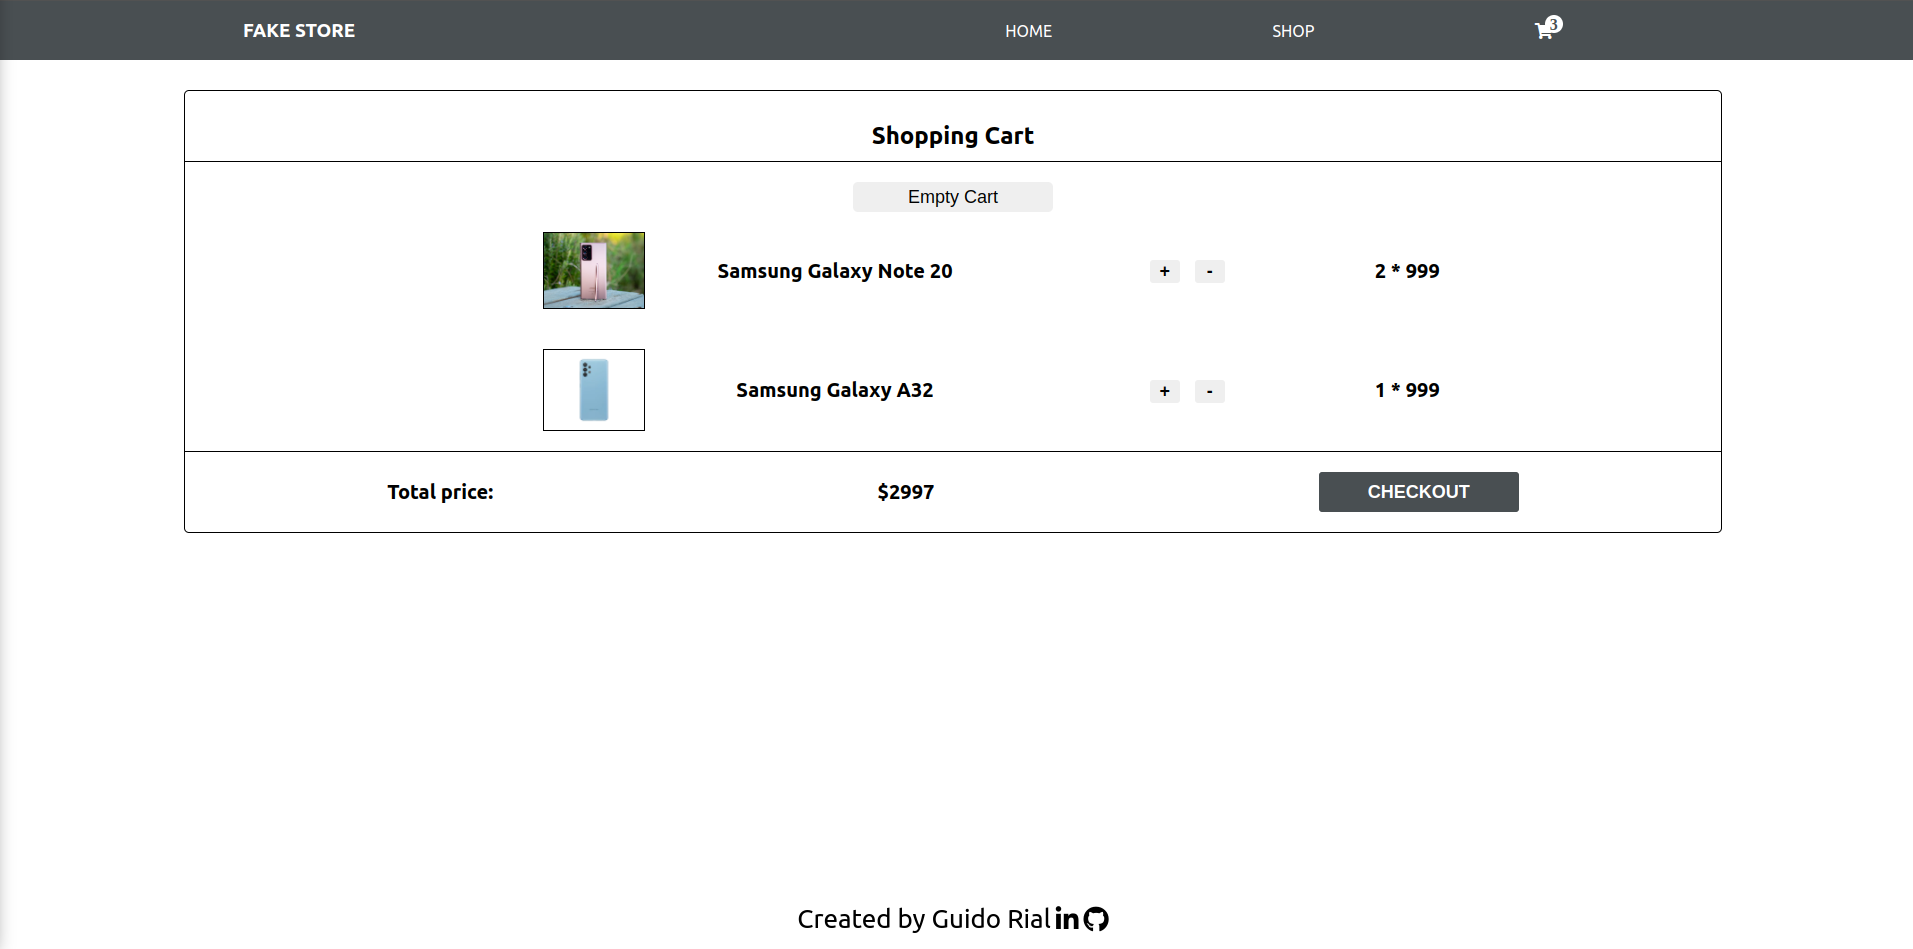 FAKE STORE HOME SHOP 3
Shopping Cart
Empty Cart
Samsung Galaxy Note 20 + - 2 * 999
Samsung Galaxy A32 + - 1 * 999
Total price: $2997 CHECKOUT
Created by Guido Rial in